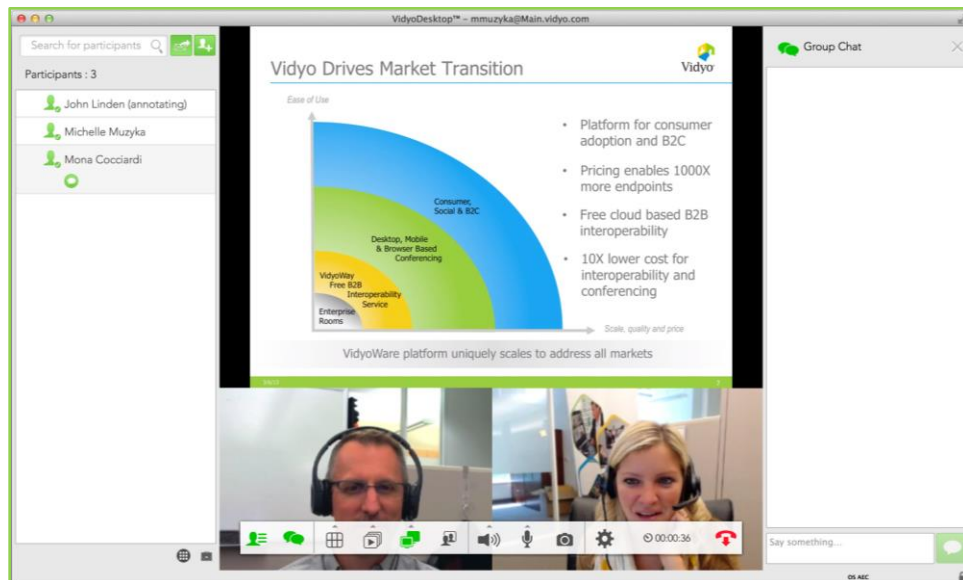 VidyoDesktop™ – mmuzyka@Main.vidyo.com
Search for participants
Participants : 3
John Linden (annotating)
Michelle Muzyka
Mona Cocciardi
Vidyo Drives Market Transition
Vidyo
Ease of Use
Consumer,
Social & B2C
Desktop, Mobile
& Browser Based
Conferencing
VidyoWay
Free B2B
Interoperability
Service
Enterprise
Rooms
Scale, quality and price
• Platform for consumer
adoption and B2C
• Pricing enables 1000X
more endpoints
• Free cloud based B2B
interoperability
• 10X lower cost for
interoperability and
conferencing
VidyoWare platform uniquely scales to address all markets
00:00:36
Group Chat
Say something...
OS AEC